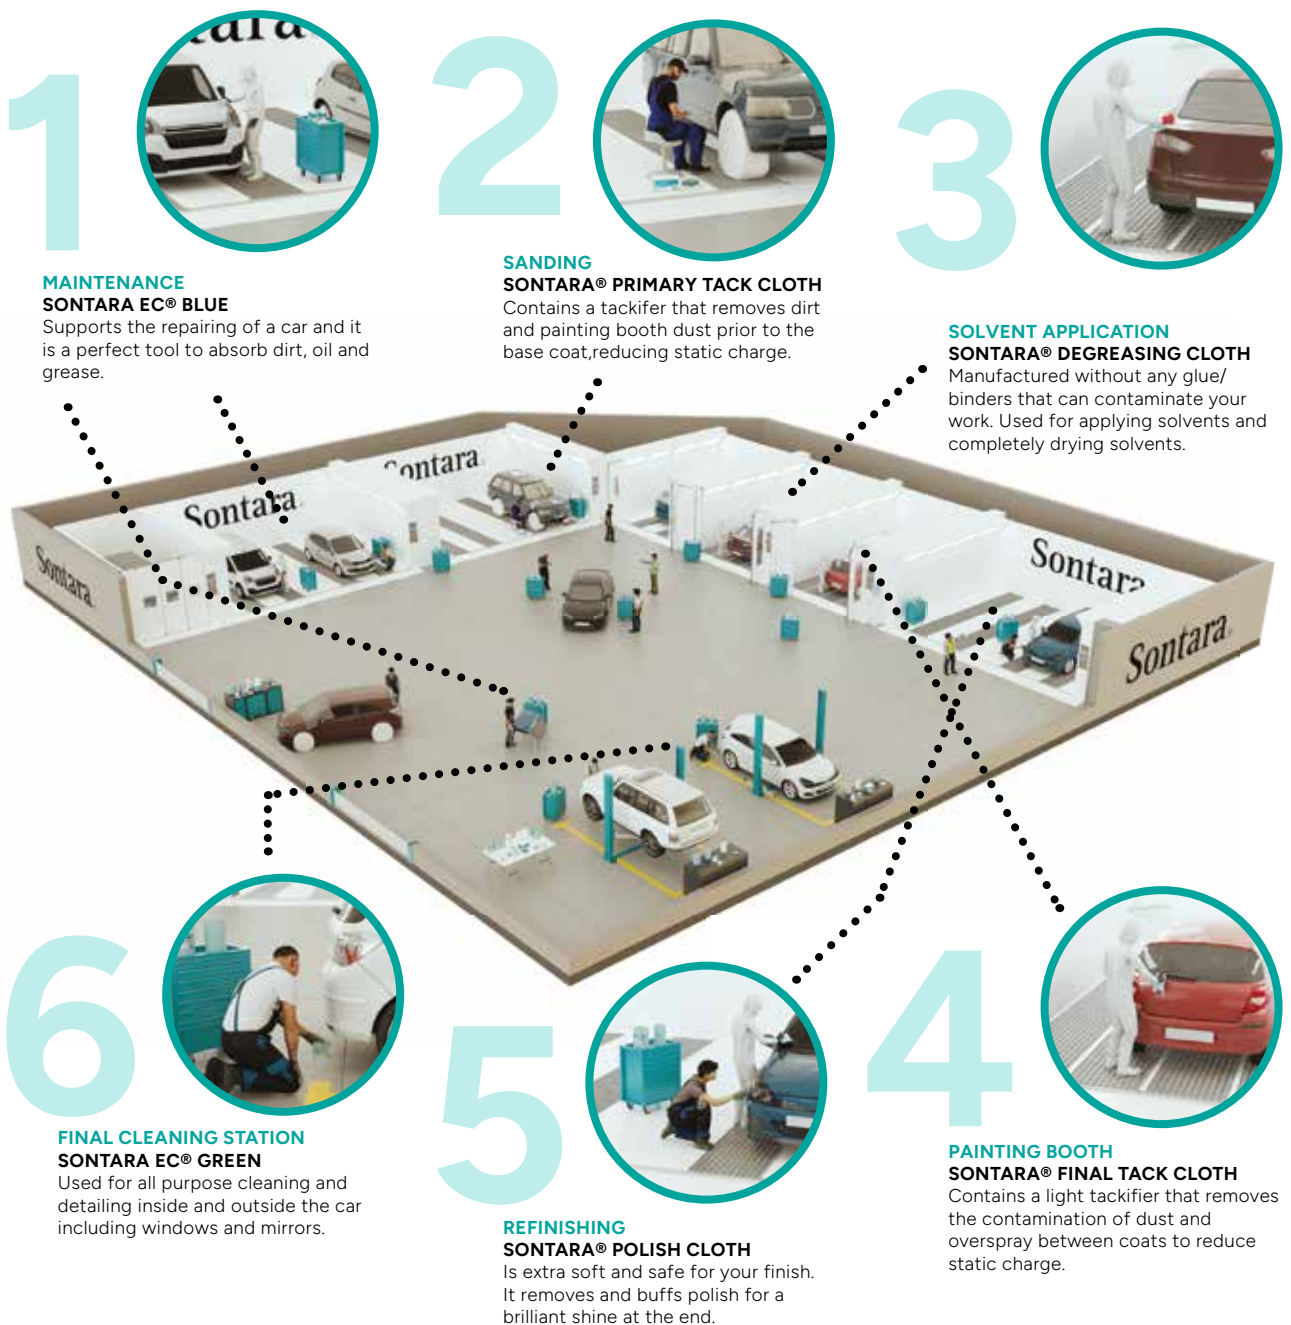 1
MAINTENANCE
SONTARA EC® BLUE
Supports the repairing of a car and it
is a perfect tool to absorb dirt, oil and
grease.
2
SANDING
SONTARA® PRIMARY TACK CLOTH
Contains a tackifer that removes dirt
and painting booth dust prior to the
base coat,reducing static charge.
3
SOLVENT APPLICATION
SONTARA® DEGREASING CLOTH
Manufactured without any glue/
binders that can contaminate your
work. Used for applying solvents and
completely drying solvents.
Sontara
Sontara
Sontara
Sontara
Sontara
6
FINAL CLEANING STATION
SONTARA EC® GREEN
Used for all purpose cleaning and
detailing inside and outside the car
including windows and mirrors.
5
REFINISHING
SONTARA® POLISH CLOTH
Is extra soft and safe for your finish.
It removes and buffs polish for a
brilliant shine at the end.
4
PAINTING BOOTH
SONTARA® FINAL TACK CLOTH
Contains a light tackifier that removes
the contamination of dust and
overspray between coats to reduce
static charge.